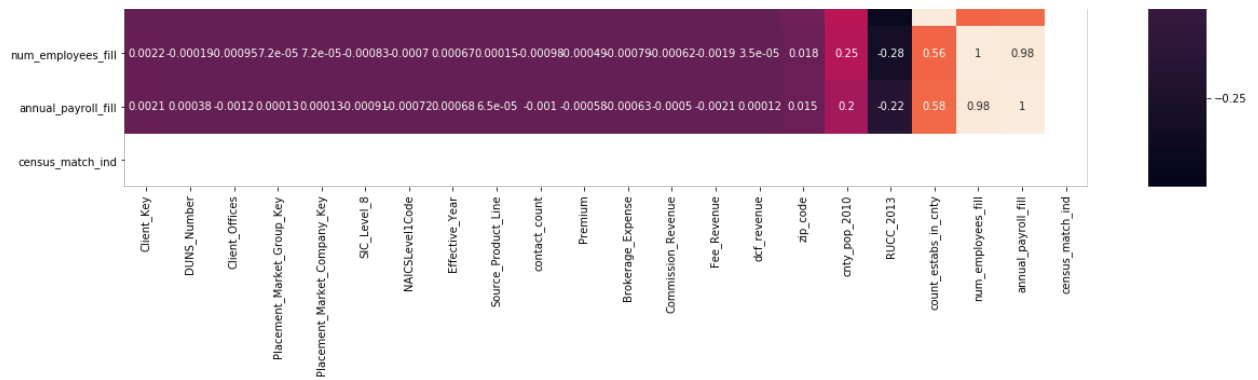 num_employees_fill 0.0022 -0.00019 -0.00095 7.2e-05 7.2e-05 -0.00083 -0.0007 0.00067 0.00015 -0.00098 -0.00049 -0.00079 -0.00062 -0.0019 3.5e-05 0.018 0.25 -0.28 0.56 1 0.98
annual_payroll_fill 0.0021 0.00038 -0.0012 0.00013 0.00013 -0.00091 -0.00072 0.00068 6.5e-05 -0.001 -0.00058 -0.00063 -0.0005 -0.0021 0.00012 0.015 0.2 -0.22 0.58 0.98 1
−0.25
census_match_ind
Client_Key
DUNS_Number
Client_Offices
Placement_Market_Group_Key
Placement_Market_Company_Key
SIC_Level_8
NAICSLevel1Code
Effective_Year
Source_Product_Line
contact_count
Premium
Brokerage_Expense
Commission_Revenue
Fee_Revenue
dcf_revenue
zip_code
cnty_pop_2010
RUCC_2013
count_estabs_in_cnty
num_employees_fill
annual_payroll_fill
census_match_ind